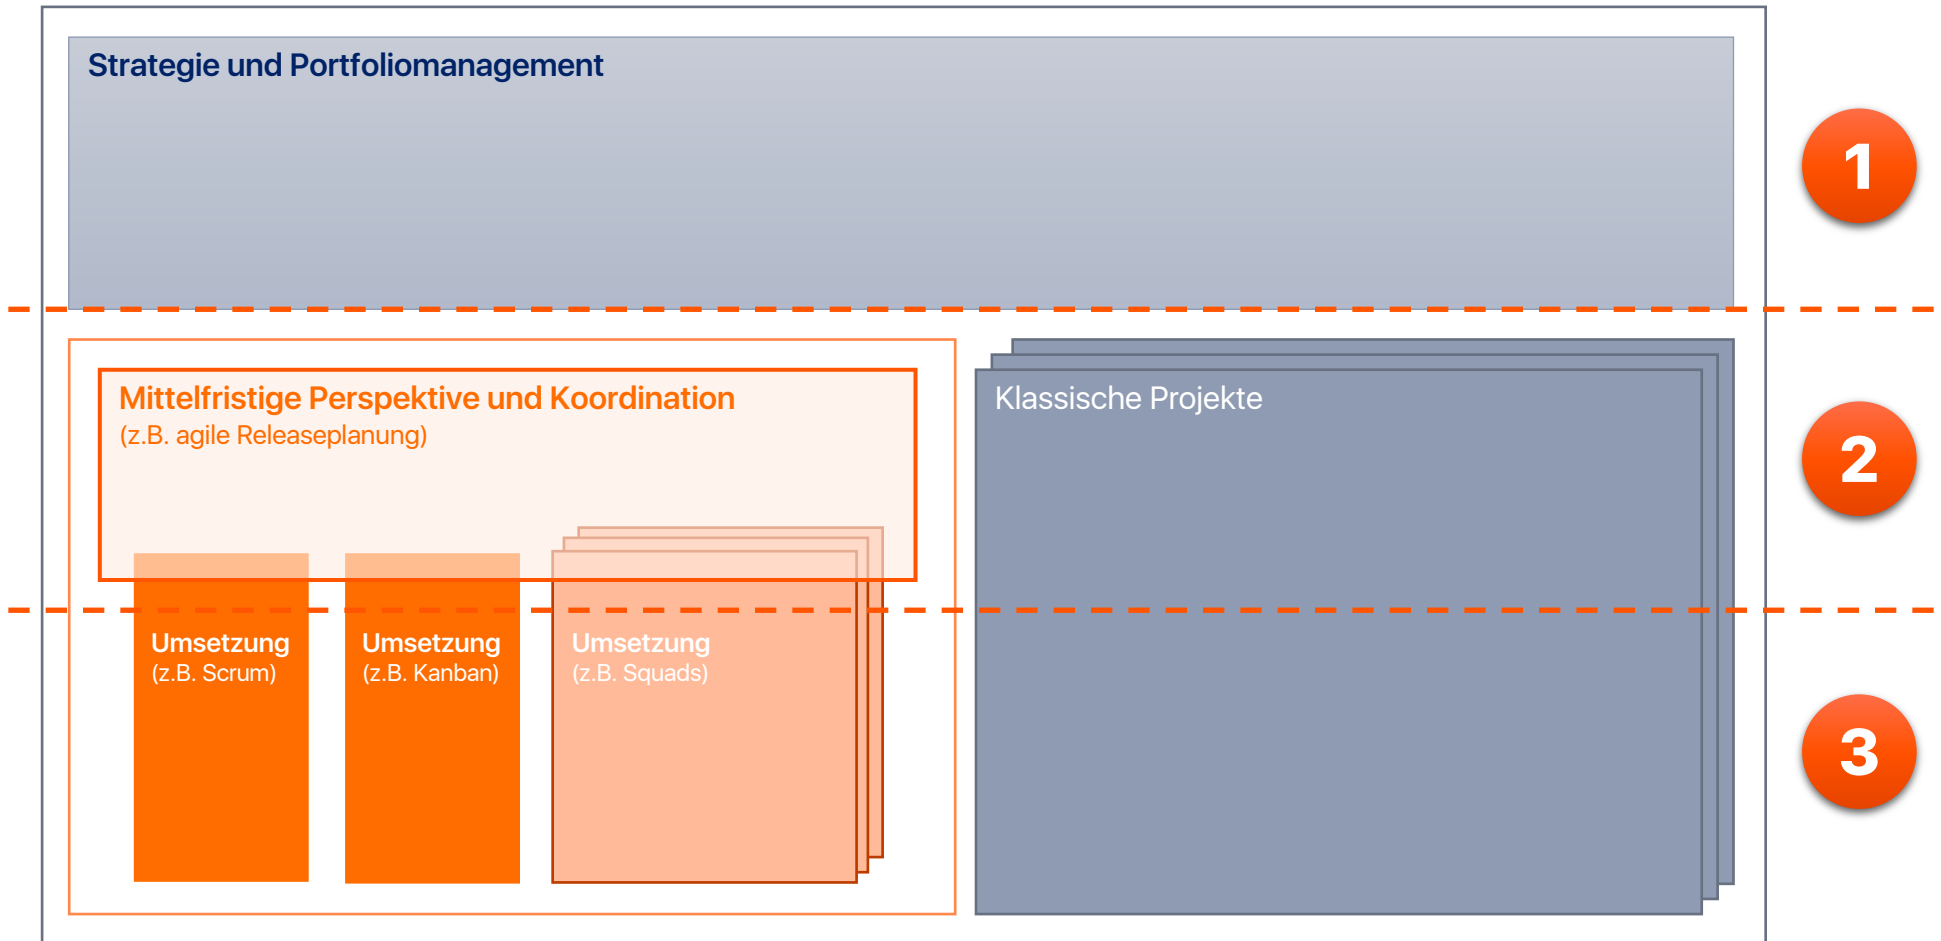 Strategie und Portfoliomanagement
1
Mittelfristige Perspektive und Koordination
(z.B. agile Releaseplanung)
Klassische Projekte
2
Umsetzung
(z.B. Scrum)
Umsetzung
(z.B. Kanban)
Umsetzung
(z.B. Squads)
3